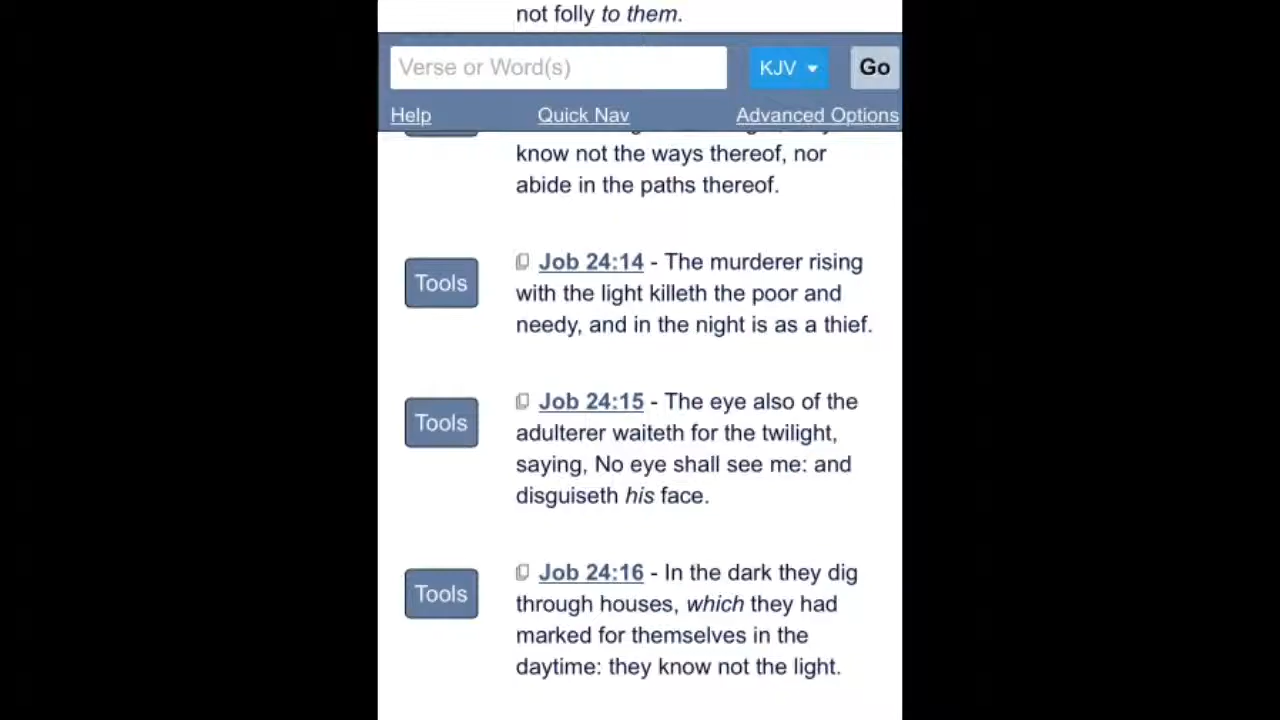 not folly to them.
Verse or Word(s)
KJV
Go
Help
Quick Nav
Advanced Options
know not the ways thereof, nor
abide in the paths thereof.
Tools
Job 24:14 - The murderer rising
with the light killeth the poor and
needy, and in the night is as a thief.
Tools
Job 24:15 - The eye also of the
adulterer waiteth for the twilight,
saying, No eye shall see me: and
disguiseth his face.
Tools
Job 24:16 - In the dark they dig
through houses, which they had
marked for themselves in the
daytime: they know not the light.